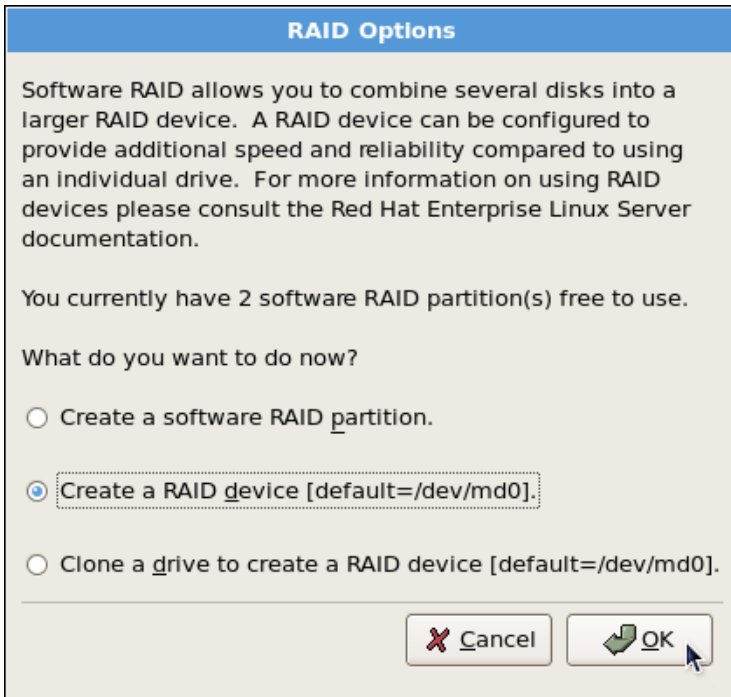 RAID Options
Software RAID allows you to combine several disks into a
larger RAID device. A RAID device can be configured to
provide additional speed and reliability compared to using
an individual drive. For more information on using RAID
devices please consult the Red Hat Enterprise Linux Server
documentation.
You currently have 2 software RAID partition(s) free to use.
What do you want to do now?
Create a software RAID partition.
Create a RAID device [default=/dev/md0].
Clone a drive to create a RAID device [default=/dev/md0].
Cancel
OK